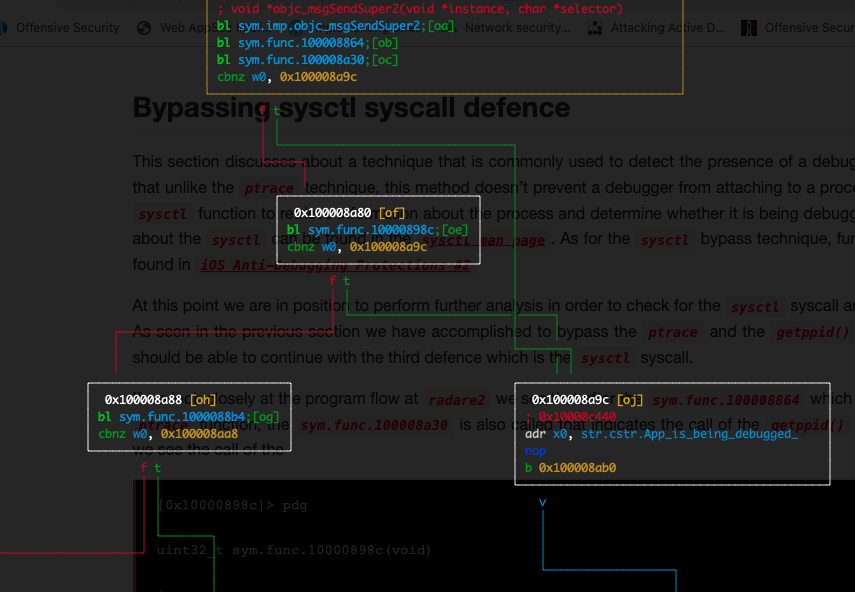 ; void *objc_msgSendSuper2(void *instance, char *selector)
Offensive Security
Web App
Network security...
Attacking Active D...
Offensive Secur
bl sym.imp.objc_msgSendSuper2;[oa]
bl sym.func.100008864;[ob]
bl sym.func.100008a30;[oc]
cbnz w0, 0x100008a9c
Bypassing sysctl syscall defence
f t
This section discusses about a technique that is commonly used to detect the presence of a debug
that unlike the ptrace technique, this method doesn't prevent a debugger from attaching to a proce
0x100008a80 [of]
sysctl function to
about the process and determine whether it is being debugg
bl sym.func.10000898c;[oe]
about the sysctl can be found in the sysctl man page . As for the sysctl bypass technique, fur
cbnz w0, 0x100008a9c
found in iOS Anti-Debugging Protections #2
f t
At this point we are in position to perform further analysis in order to check for the sysctl syscall an
As seen in the previous section we have accomplished to bypass the ptrace and the getppid()
should be able to continue with the third defence which is the sysctl syscall.
0x100008a88 [oh]
closely at the program flow at radare2 we
sym.func.100008864 which
0x100008a9c [oj]
bl sym.func.1000088b4;[og]
; 0x10000c440
ptrace function, the sym.func.100008a30 is also called that indicates the call of the getppid()
cbnz w0, 0x100008aa8
adr x0, str.cstr.App_is_being_debugged_
we see the call of the
nop
b 0x100008ab0
f t
v
[0x10000898c]> pdg
uint32_t sym.func.10000898c(void)